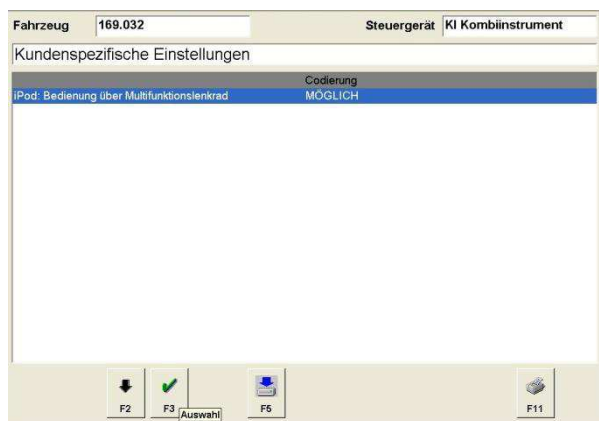 Fahrzeug 169.032 Steuergerät KI Kombiinstrument
Kundenspezifische Einstellungen
Codierung
iPod: Bedienung über Multifunktionslenkrad MÖGLICH
F2 F3 Auswahl F5 F11